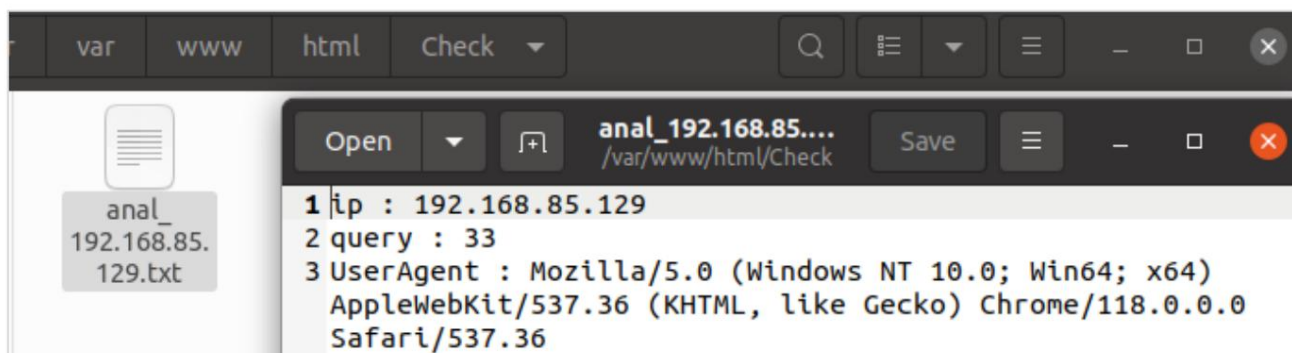 var www html Check
Open anal_192.168.85.... Save
/var/www/html/Check
anal_
192.168.85.
129.txt
1 ip : 192.168.85.129
2 query : 33
3 UserAgent : Mozilla/5.0 (Windows NT 10.0; Win64; x64)
AppleWebKit/537.36 (KHTML, like Gecko) Chrome/118.0.0.0
Safari/537.36